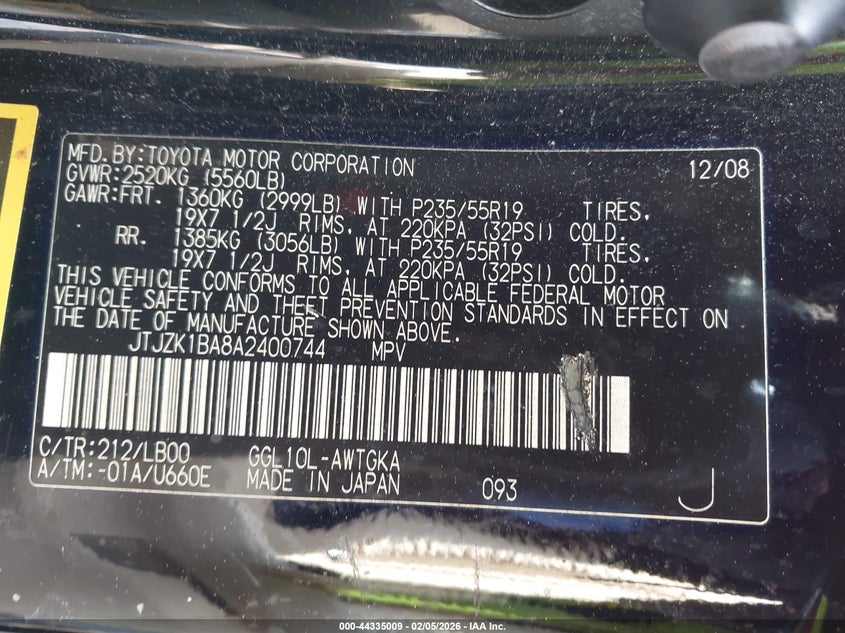 MFD.BY:TOYOTA MOTOR CORPORATION 12/08
GVWR:2520KG (5560LB)
GAWR:FRT. 1360KG (2999LB) WITH P235/55R19 TIRES,
19X7 1/2J RIMS, AT 220KPA (32PSI) COLD.
RR. 1385KG (3056LB) WITH P235/55R19 TIRES,
19X7 1/2J RIMS, AT 220KPA (32PSI) COLD.
THIS VEHICLE CONFORMS TO ALL APPLICABLE FEDERAL MOTOR
VEHICLE SAFETY AND THEFT PREVENTION STANDARDS IN EFFECT ON
THE DATE OF MANUFACTURE SHOWN ABOVE.
JTJZK1BA8A2400744 MPV
C/TR:212/LB00 GGL10L-AWTGKA
A/TM:-01A/U660E MADE IN JAPAN 093 J
000-44335009 - 02/05/2026 - IAA Inc.